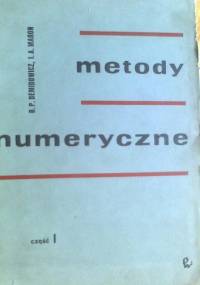 B. P. DEMIDOWICZ, I. A. MARON
metody
numeryczne
część I